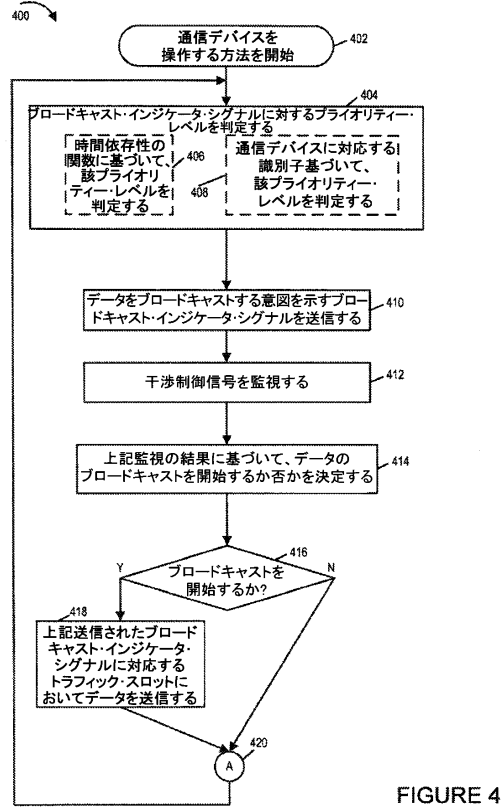 400
通信デバイスを
操作する方法を開始
402
404
ブロードキャスト・インジケータ・シグナルに対するプライオリティー・
レベルを判定する
時間依存性の
関数に基づいて、
該プライオリ
ティー・レベルを
判定する
406
通信デバイスに対応する
識別子基づいて、
該プライオリティー・
レベルを判定する
408
データをブロードキャストする意図を示すブロー
ドキャスト・インジケータ・シグナルを送信する
410
干渉制御信号を監視する
412
上記監視の結果に基づいて、データの
ブロードキャストを開始するか否かを決定する
414
416
Y
ブロードキャストを
開始するか?
N
418
上記送信されたブロード
キャスト・インジケータ・
シグナルに対応する
トラフィック・スロットに
おいてデータを送信する
420
A
FIGURE 4